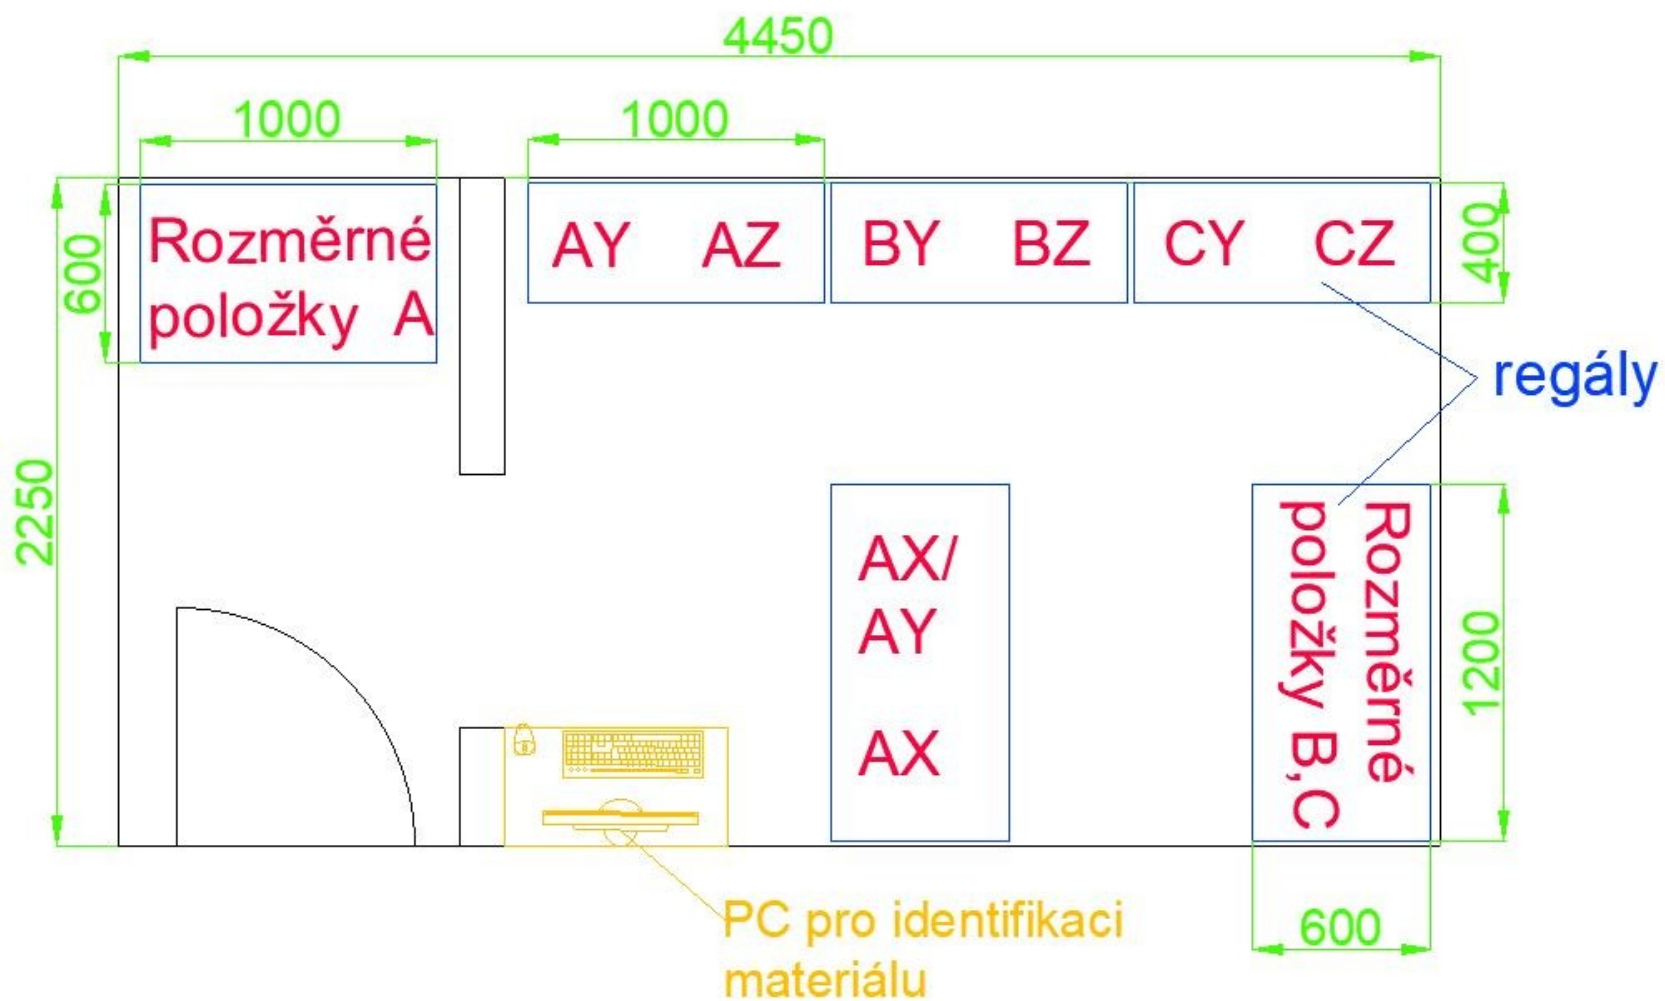 4450
1000
1000
Rozměrné
položky A
600
AY AZ
BY BZ
CY CZ
400
regály
2250
AX/
AY
AX
Rozměrné
položky B,C
1200
600
PC pro identifikaci
materiálu